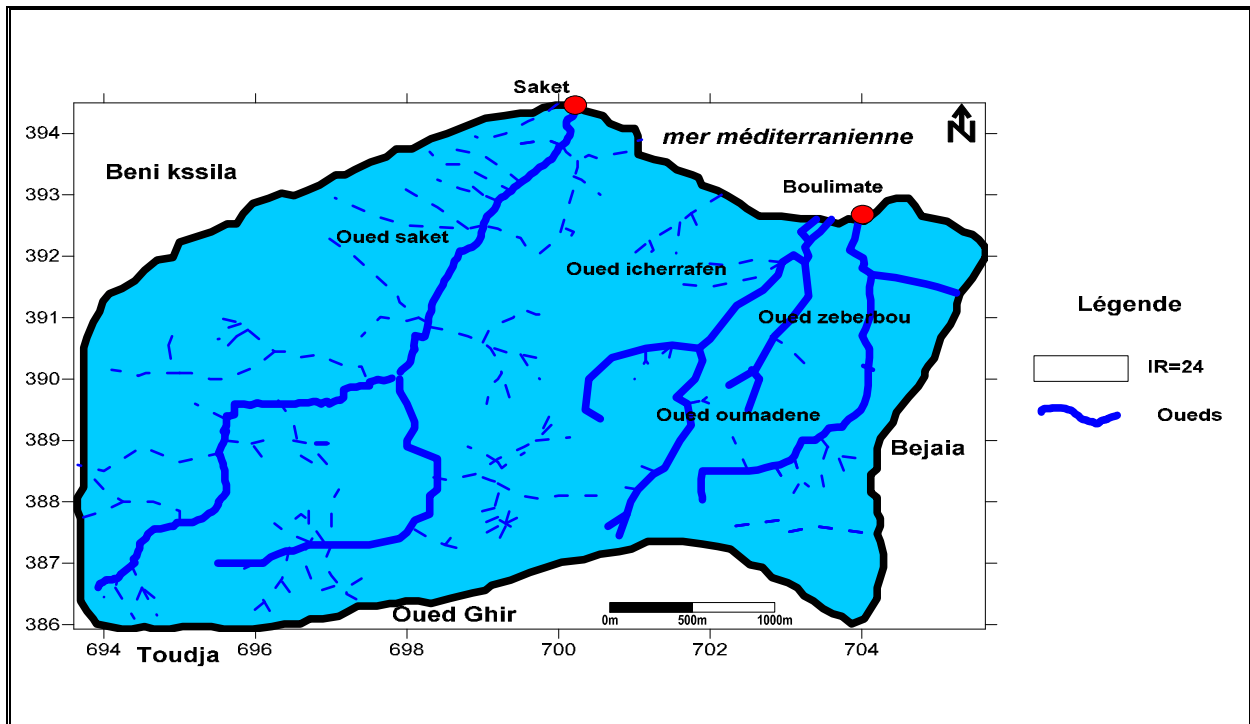 Saket
394
mer méditerranienne
N
Beni kssila
393
Boulimate
Oued saket
392
Oued icherrafen
391
Oued zeberbou
Légende
390
IR=24
Oued oumadene
Oueds
389
Bejaia
388
387
Oued Ghir
0m 500m 1000m
386
694 696 698 700 702 704
Toudja